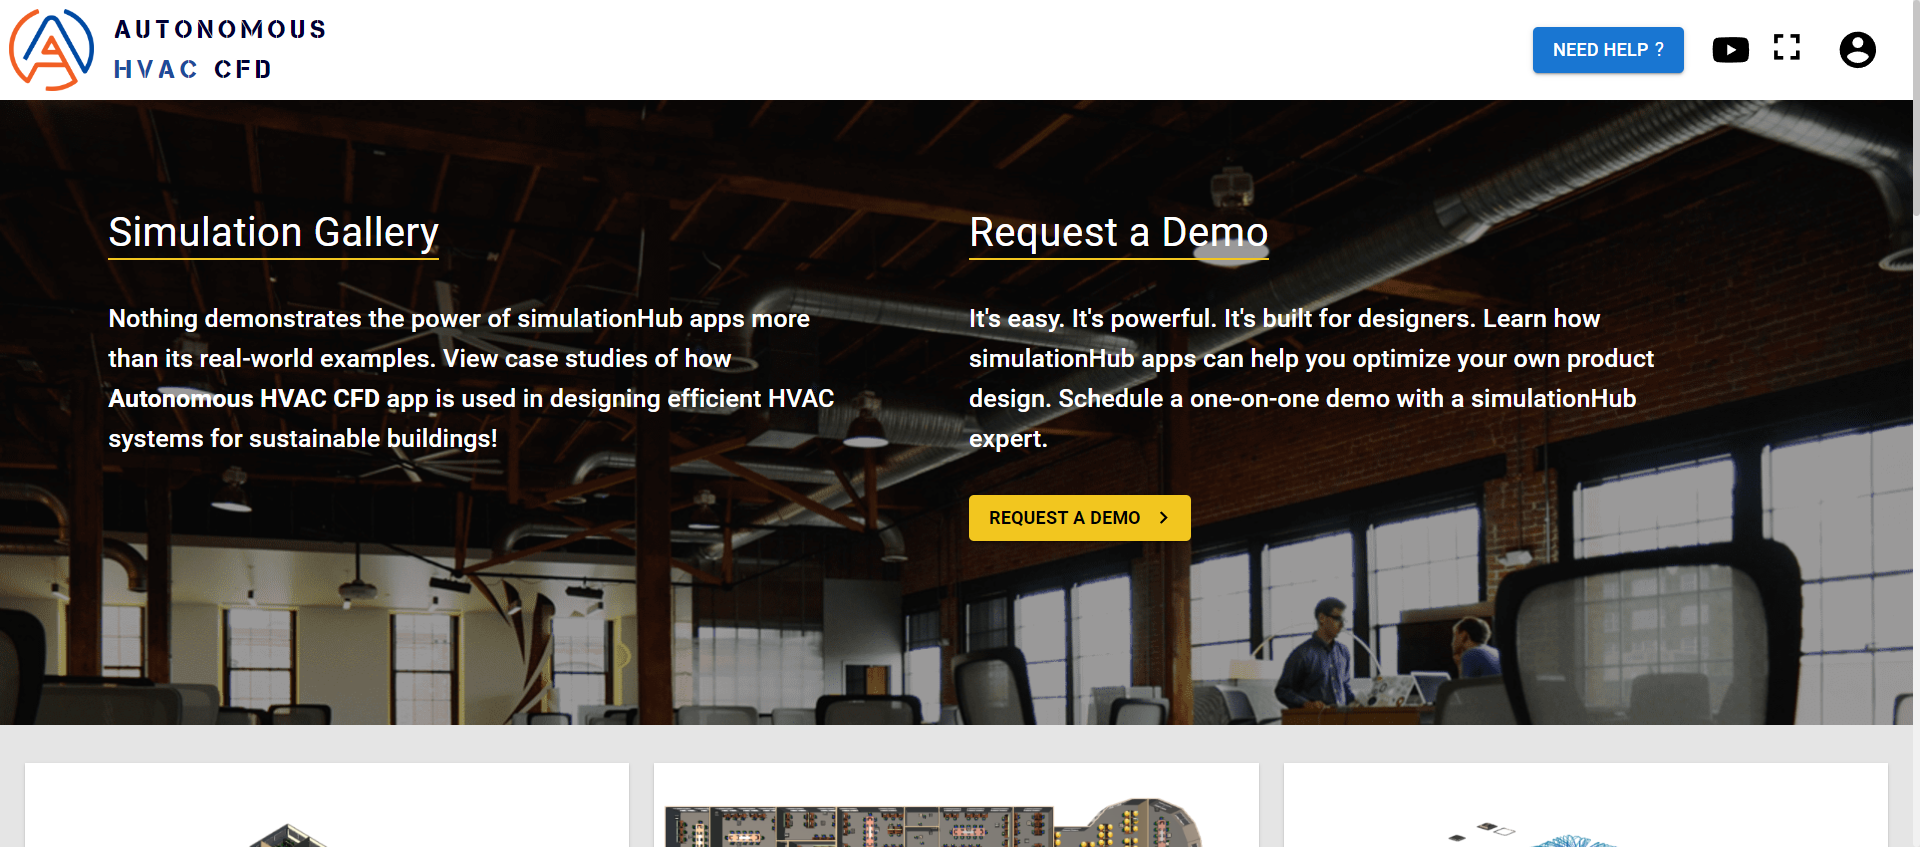 AUTONOMOUS
HVAC CFD
NEED HELP ?
Simulation Gallery
Nothing demonstrates the power of simulationHub apps more
than its real-world examples. View case studies of how
Autonomous HVAC CFD app is used in designing efficient HVAC
systems for sustainable buildings!
Request a Demo
It's easy. It's powerful. It's built for designers. Learn how
simulationHub apps can help you optimize your own product
design. Schedule a one-on-one demo with a simulationHub
expert.
REQUEST A DEMO